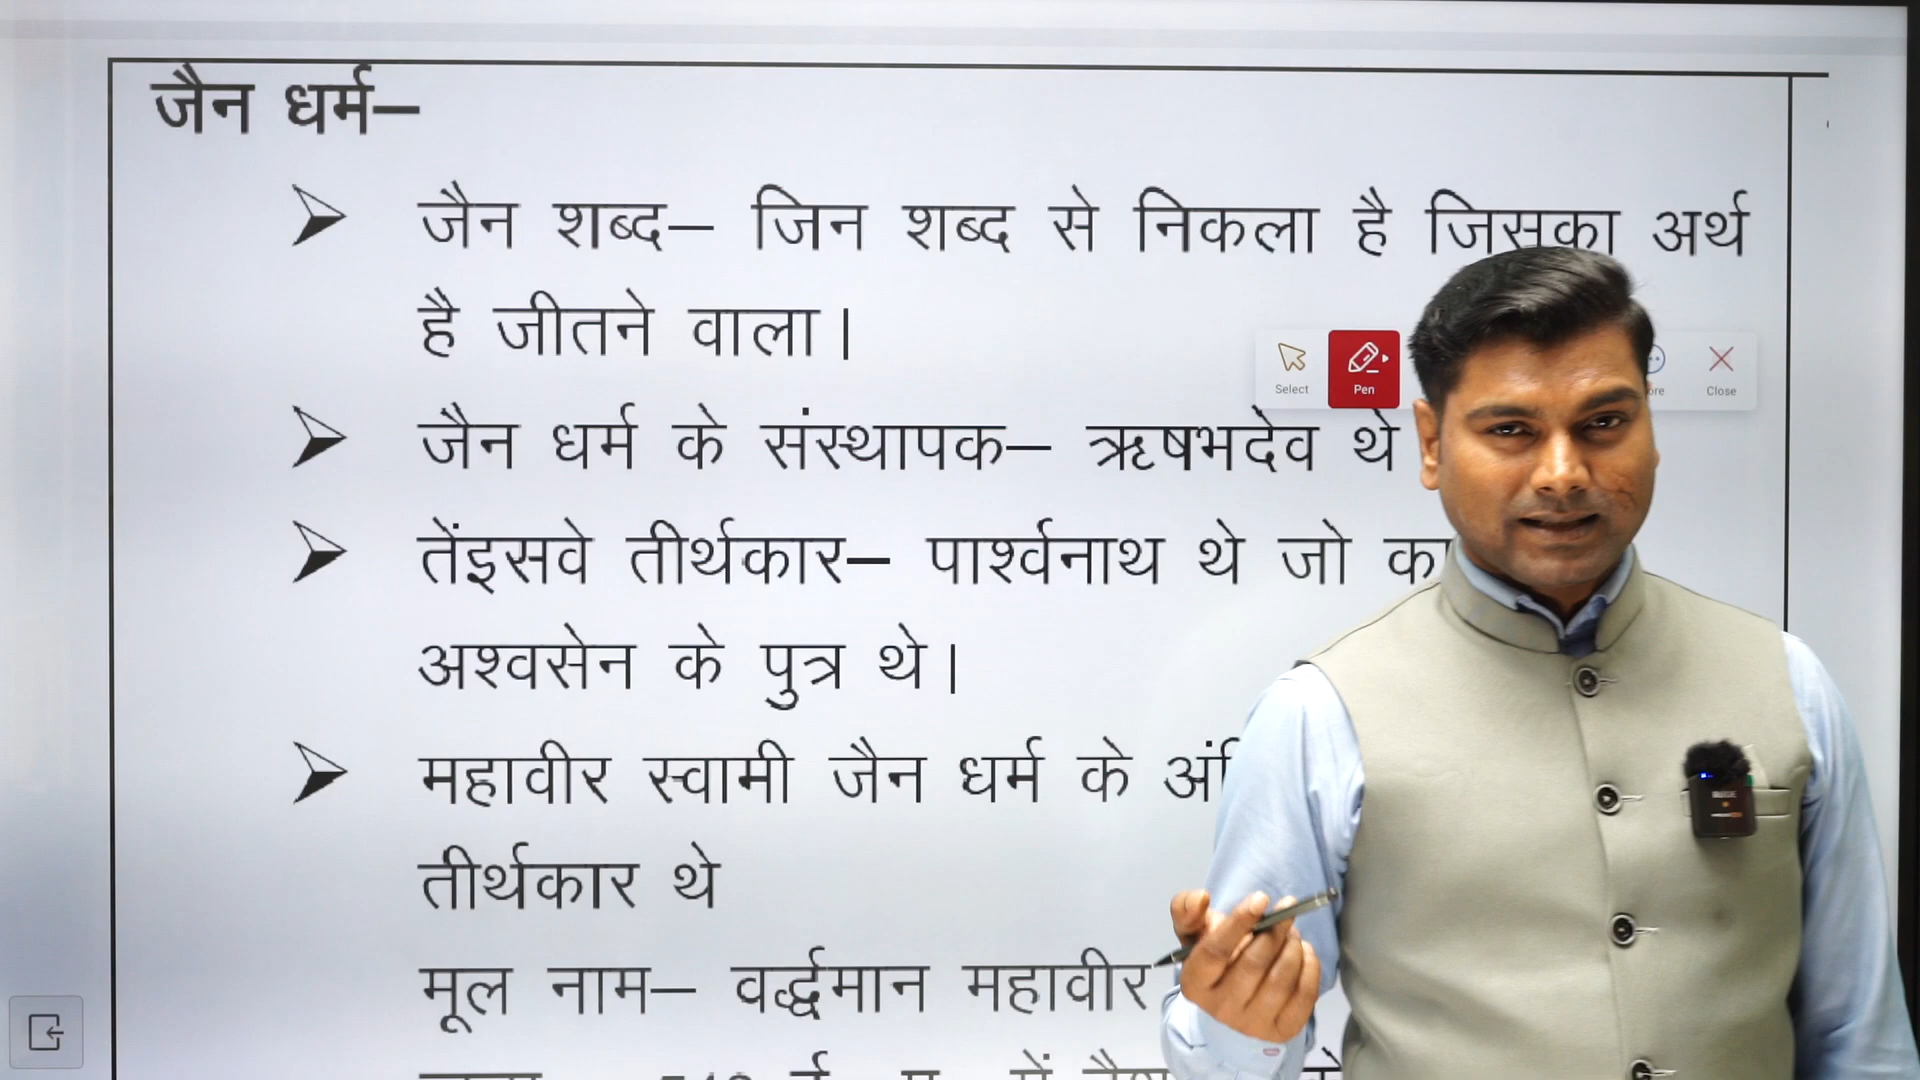 जैन धर्म–
जैन शब्द– जिन शब्द से निकला है जिसका अर्थ
है जीतने वाला।
Select Pen Close
जैन धर्म के संस्थापक– ऋषभदेव थे
तेंइसवे तीर्थकार– पार्श्वनाथ थे जो
अश्वसेन के पुत्र थे।
महावीर स्वामी जैन धर्म के
तीर्थकार थे
मूल नाम– वर्द्धमान महावीर